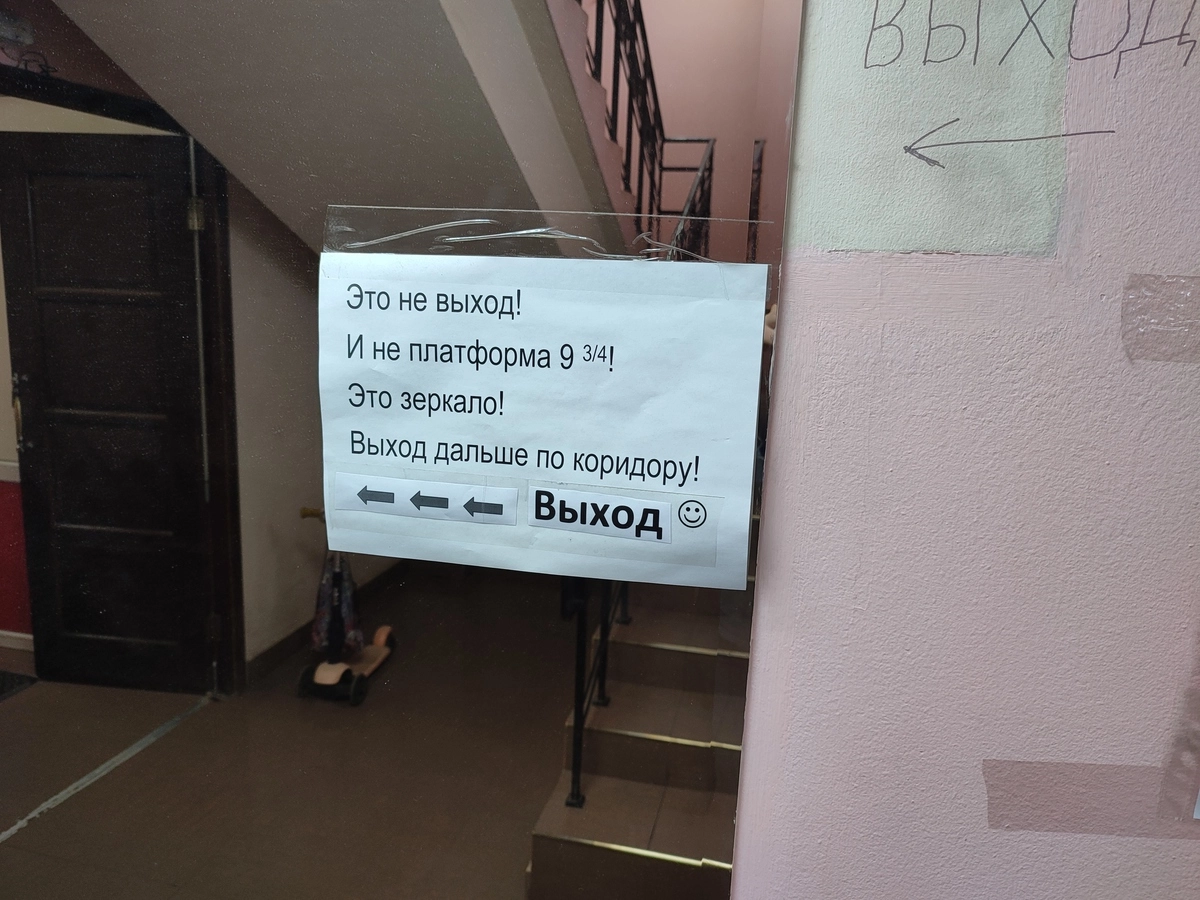 ВЫХОД
←
Это не выход!
И не платформа 9 3/4!
Это зеркало!
Выход дальше по коридору!
← ← ← Выход ☺